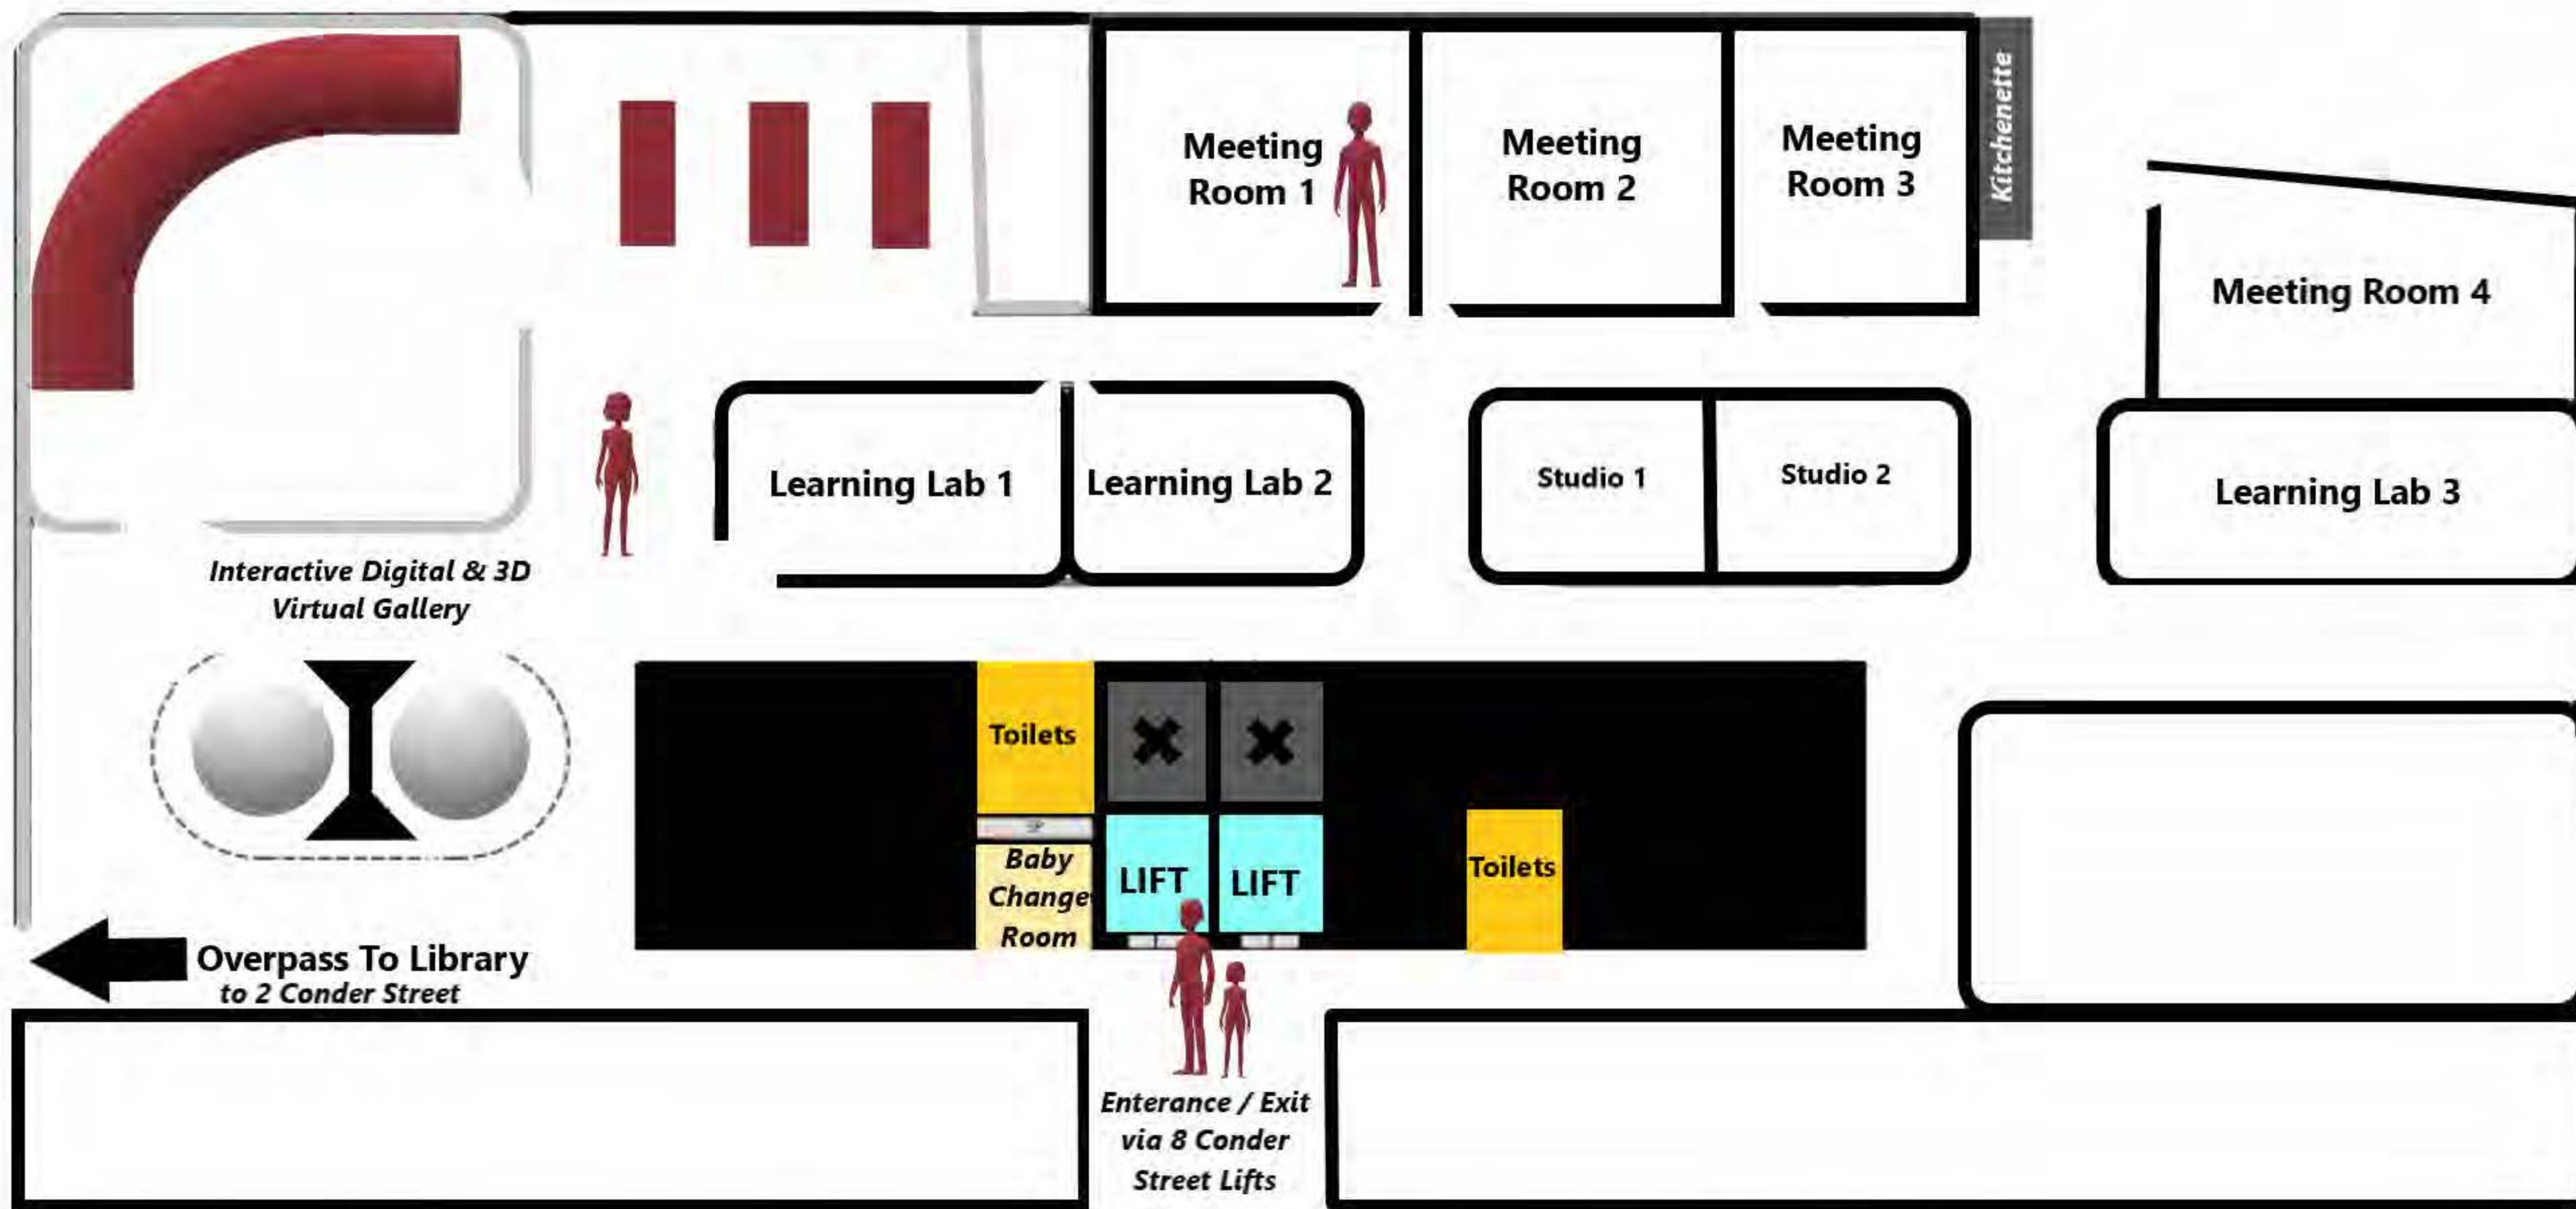 Meeting
Room 1
Meeting
Room 2
Meeting
Room 3
Kitchenette
Meeting Room 4
Learning Lab 1
Learning Lab 2
Studio 1
Studio 2
Learning Lab 3
Interactive Digital & 3D
Virtual Gallery
Toilets
Baby
Change
Room
LIFT
LIFT
Toilets
Overpass To Library
to 2 Conder Street
Enterance / Exit
via 8 Conder
Street Lifts